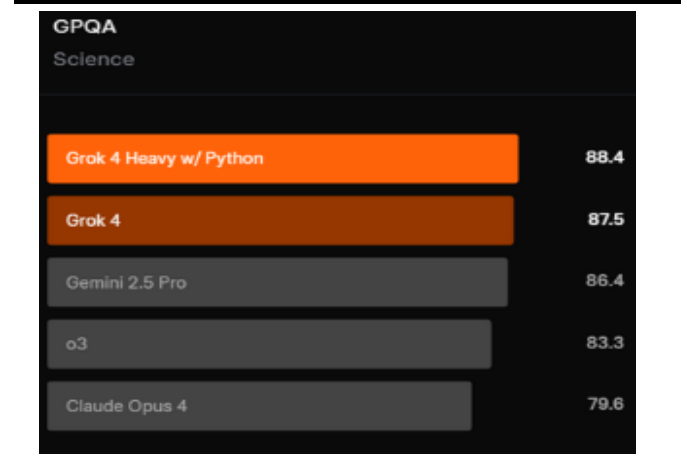 GPQA
Science
Grok 4 Heavy w/ Python 88.4
Grok 4 87.5
Gemini 2.5 Pro 86.4
o3 83.3
Claude Opus 4 79.6